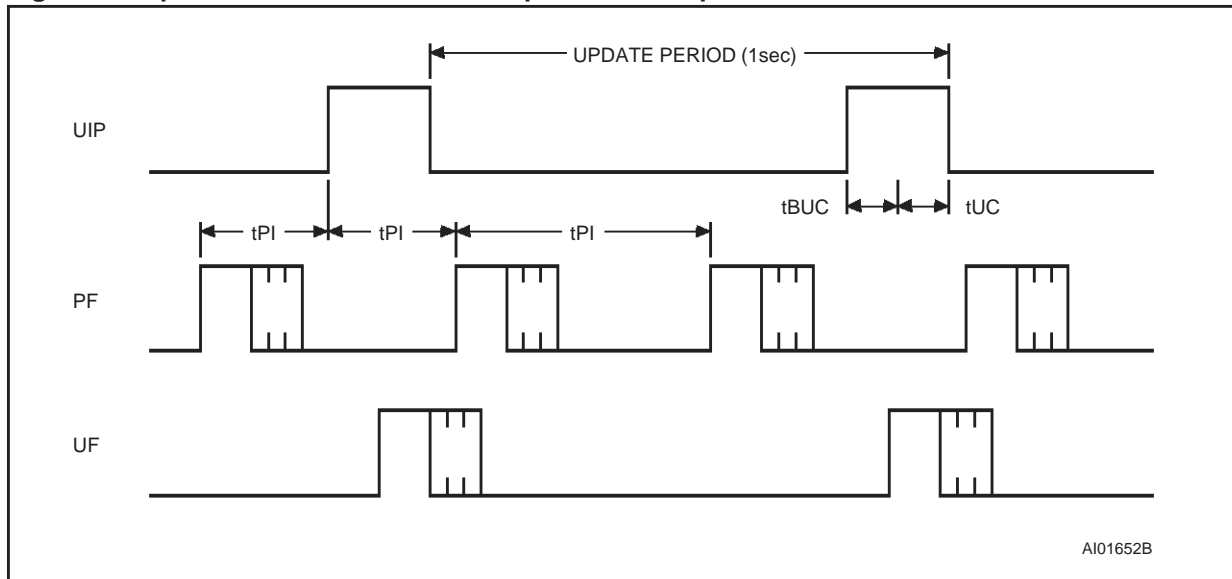 UPDATE PERIOD (1sec)
UIP
tBUC
tUC
tPI
tPI
tPI
PF
UF
AI01652B